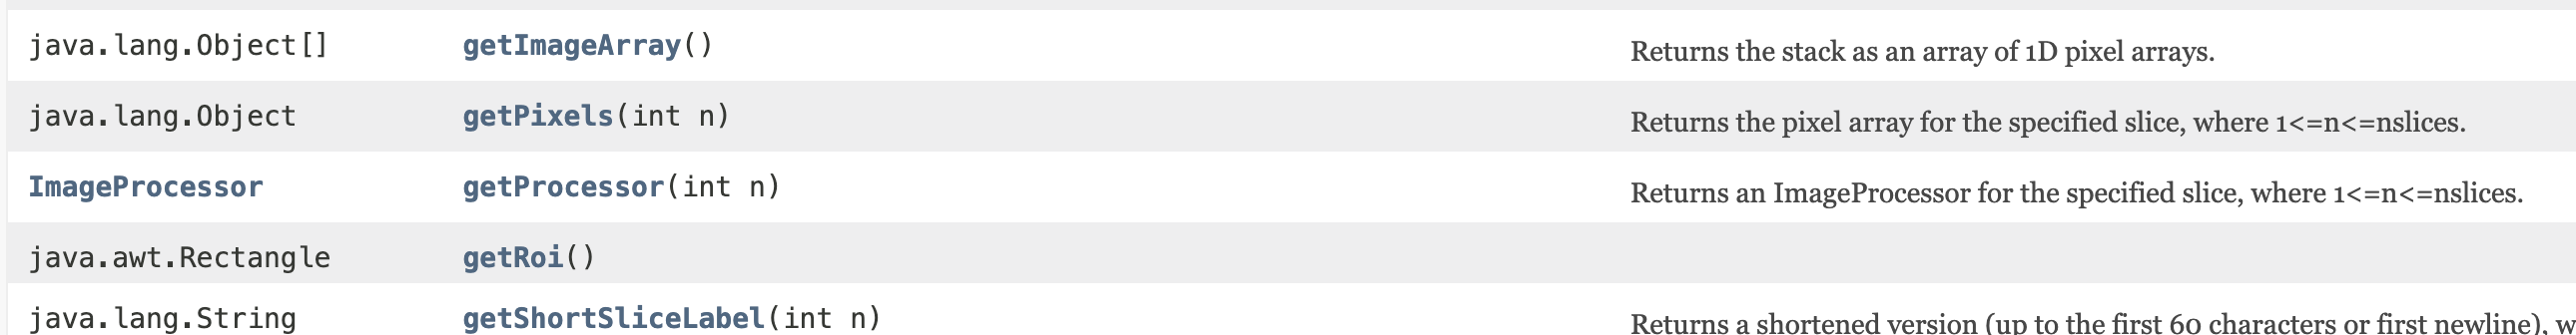 java.lang.Object[] getImageArray() Returns the stack as an array of 1D pixel arrays.
java.lang.Object getPixels(int n) Returns the pixel array for the specified slice, where 1<=n<=nslices.
ImageProcessor getProcessor(int n) Returns an ImageProcessor for the specified slice, where 1<=n<=nslices.
java.awt.Rectangle getRoi()
java.lang.String getShortSliceLabel(int n) Returns a shortened version (up to the first 60 characters or first newline),